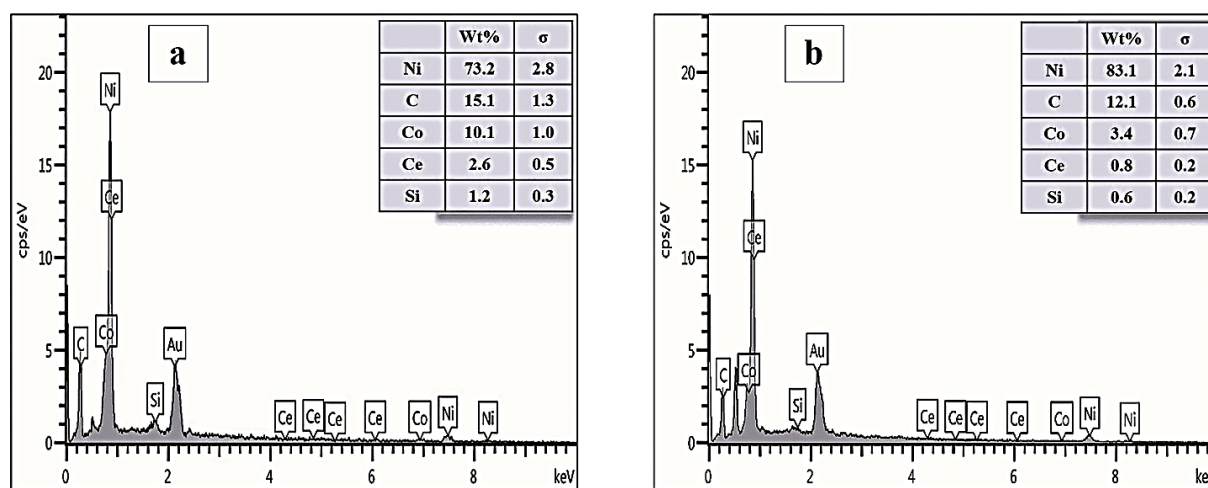 a
Wt% σ
Ni 73.2 2.8
C 15.1 1.3
Co 10.1 1.0
Ce 2.6 0.5
Si 1.2 0.3
cps/eV
20
15
10
5
0
Ni
Ce
Co
C
Si
Au
Ce Ce Ce Ce Co Ni Ni
0 2 4 6 8 keV
b
Wt% σ
Ni 83.1 2.1
C 12.1 0.6
Co 3.4 0.7
Ce 0.8 0.2
Si 0.6 0.2
cps/eV
20
15
10
5
0
Ni
Ce
Co
C
Si
Au
Ce Ce Ce Ce Co Ni Ni
0 2 4 6 8 ke